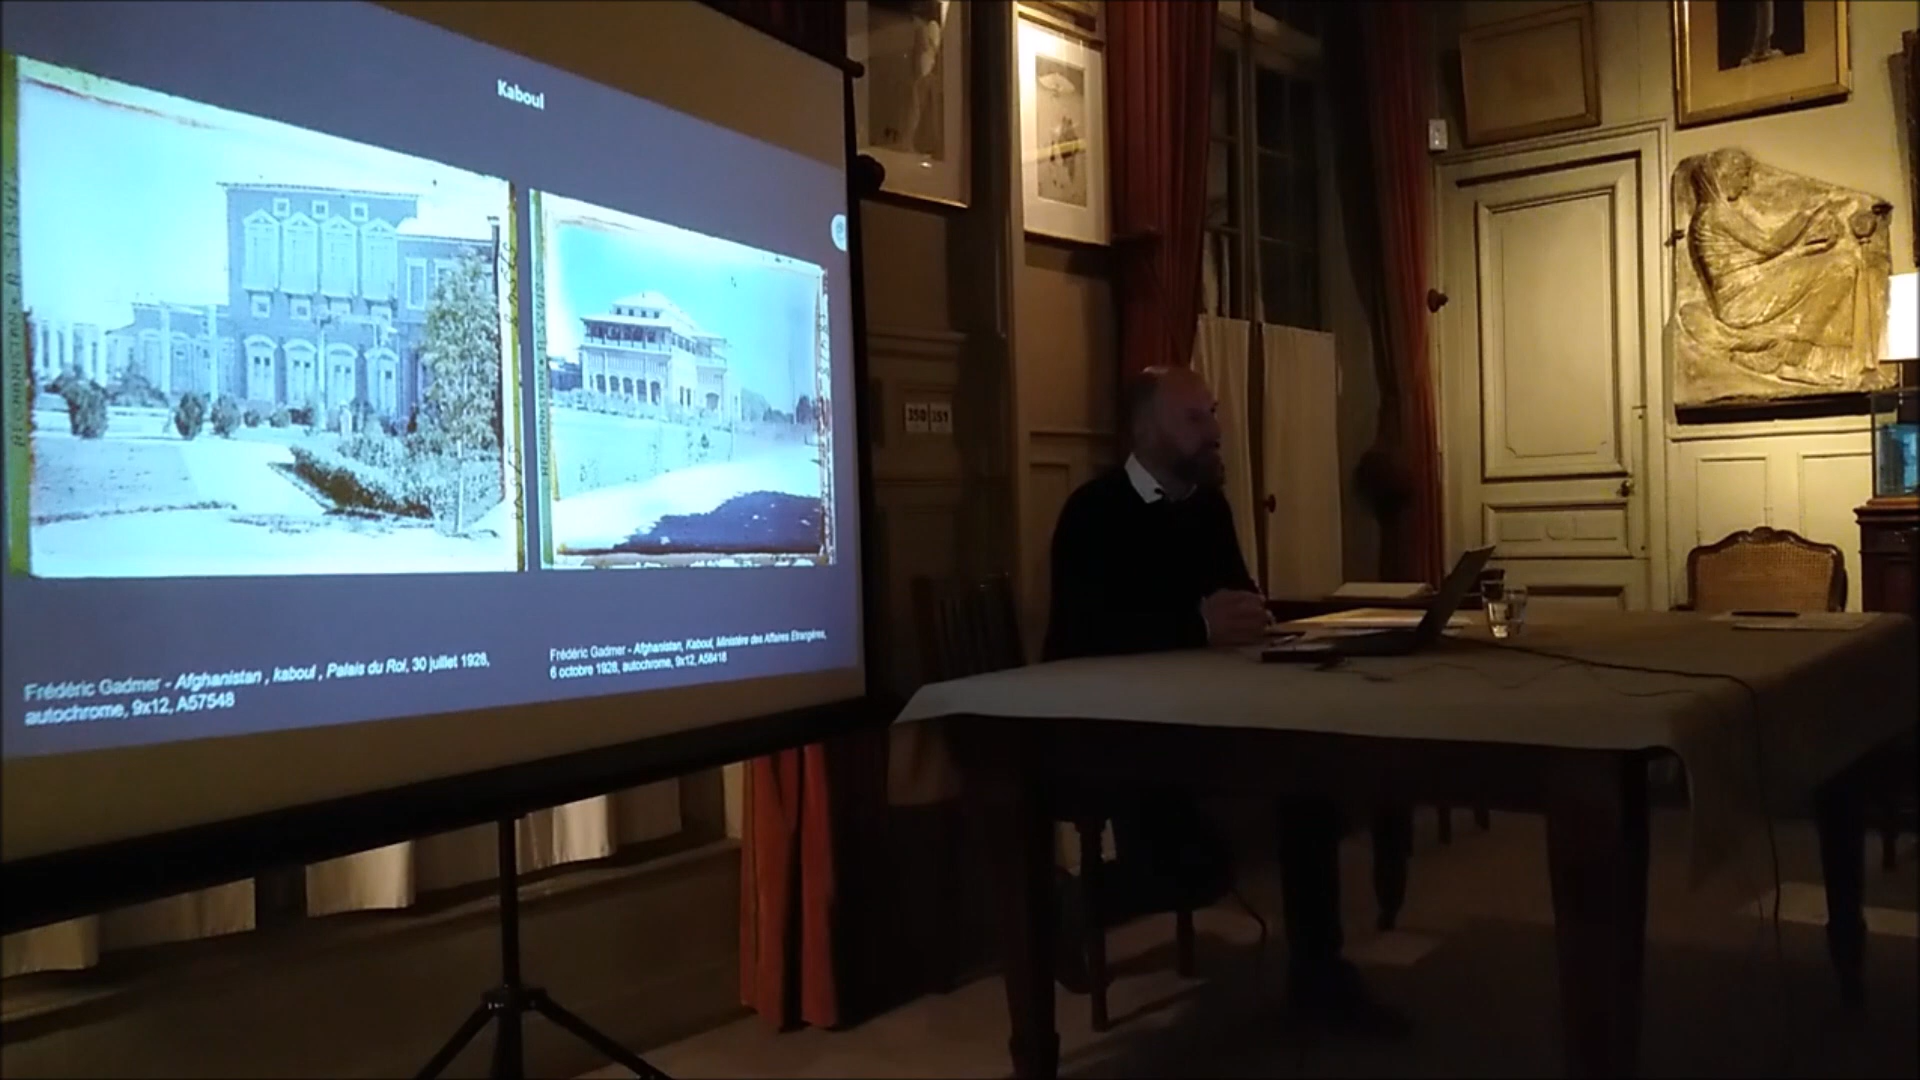 Kaboul
Frédéric Gadmer - Afghanistan , kaboul , Palais du Roi, 30 juillet 1928,
autochrome, 9x12, A57548
Frédéric Gadmer - Afghanistan, Kaboul, Ministère des Affaires Etrangères,
6 octobre 1928, autochrome, 9x12, A58418
350 351